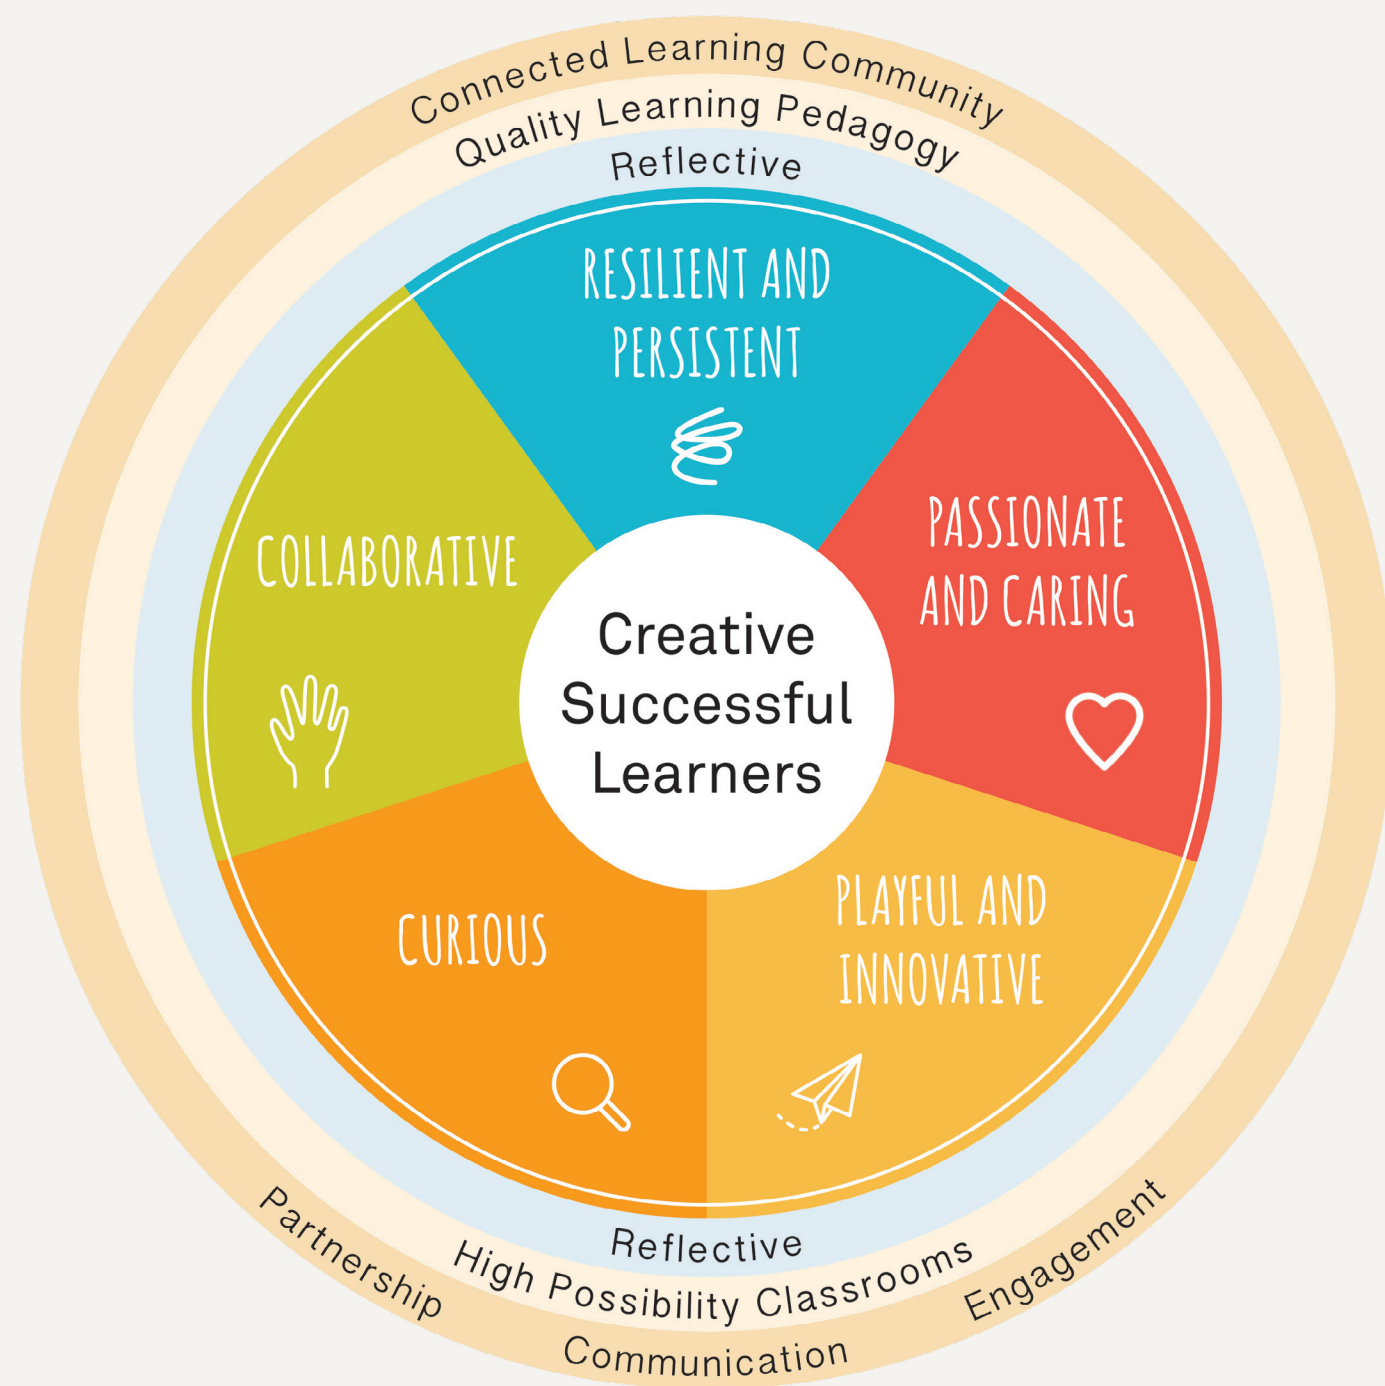 Connected Learning Community
Quality Learning Pedagogy
Reflective
RESILIENT AND
PERSISTENT
PASSIONATE
AND CARING
COLLABORATIVE
Creative
Successful
Learners
PLAYFUL AND
INNOVATIVE
CURIOUS
Reflective
High Possibility Classrooms
Partnership
Communication
Engagement